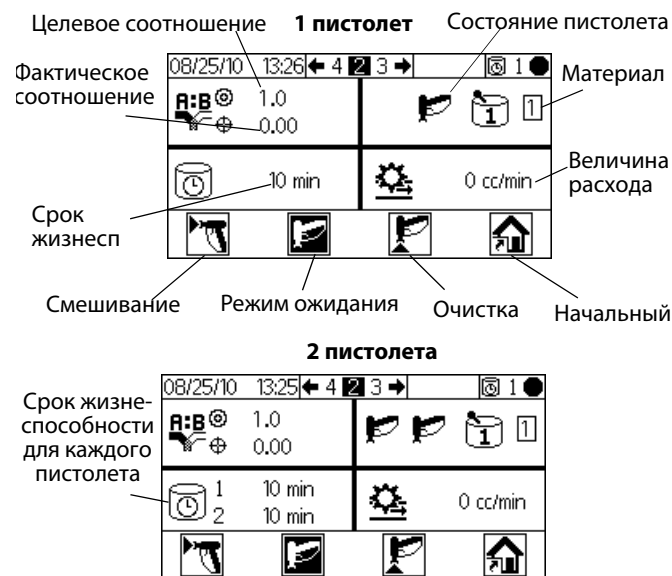 Целевое соотношение
1 пистолет
Состояние пистолета
Фактическое соотношение
08/25/10 13:26 4 2 3 1
Материал
A:B 1.0
0.00
1 1
Срок жизнесп
10 min
0 cc/min
Величина расхода
Смешивание
Режим ожидания
Очистка
Начальный
2 пистолета
Срок жизне-
способности
для каждого
пистолета
08/25/10 13:25 4 2 3 1
A:B 1.0
0.00
1 1
1 10 min
2 10 min
0 cc/min